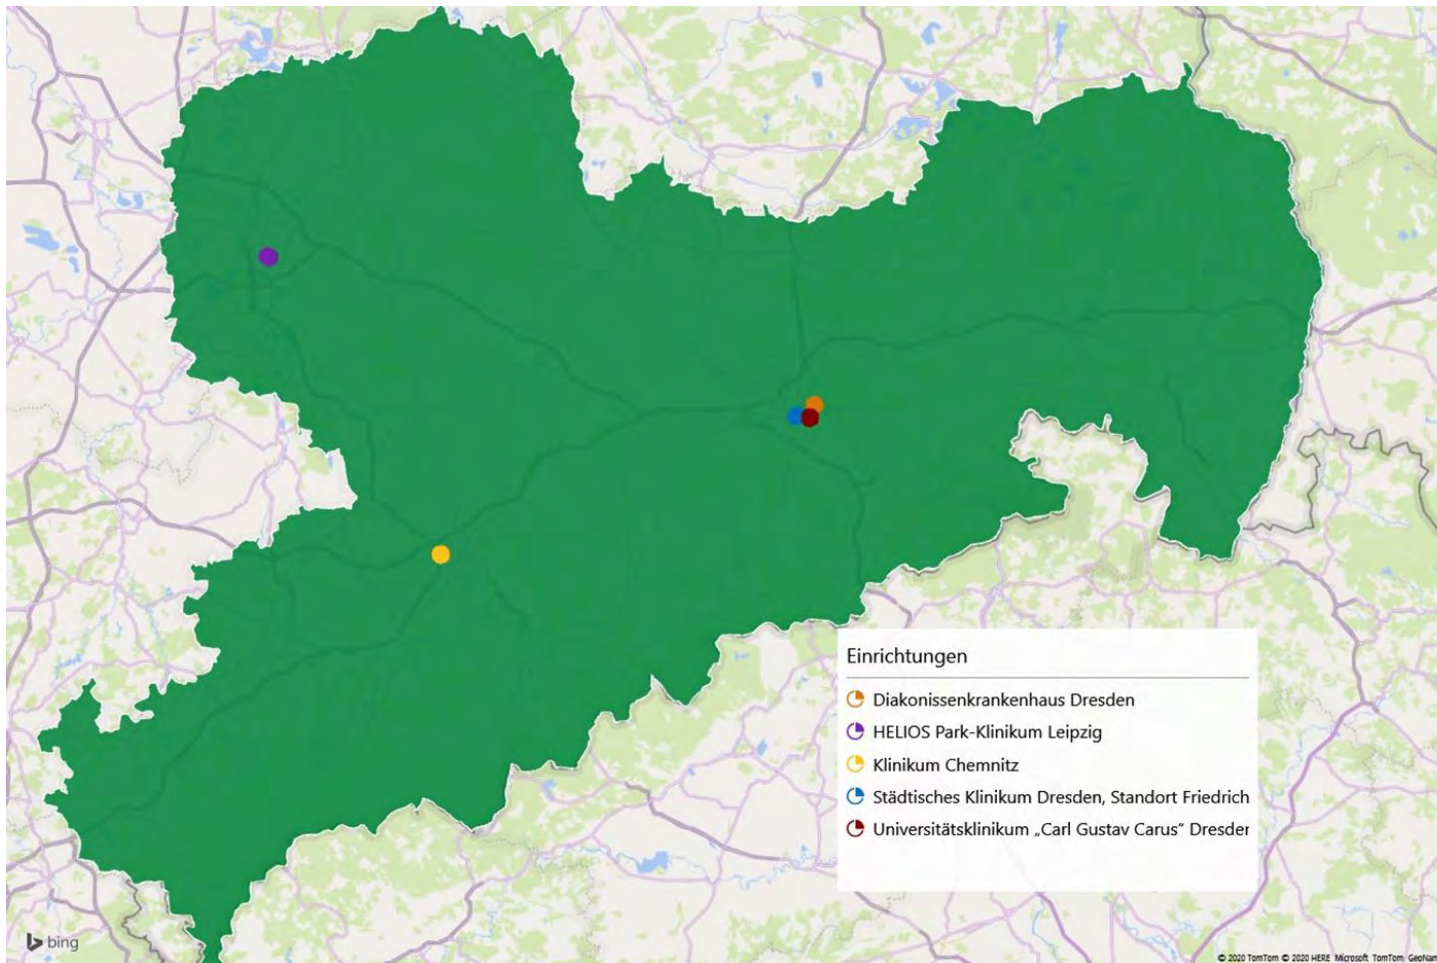 Einrichtungen
Diakonissenkrankenhaus Dresden
HELIOS Park-Klinikum Leipzig
Klinikum Chemnitz
Städtisches Klinikum Dresden, Standort Friedrich
Universitätsklinikum „Carl Gustav Carus“ Dresder
bing
© 2020 TomTom © 2020 HERE, Microsoft, TomTom, GeoNam